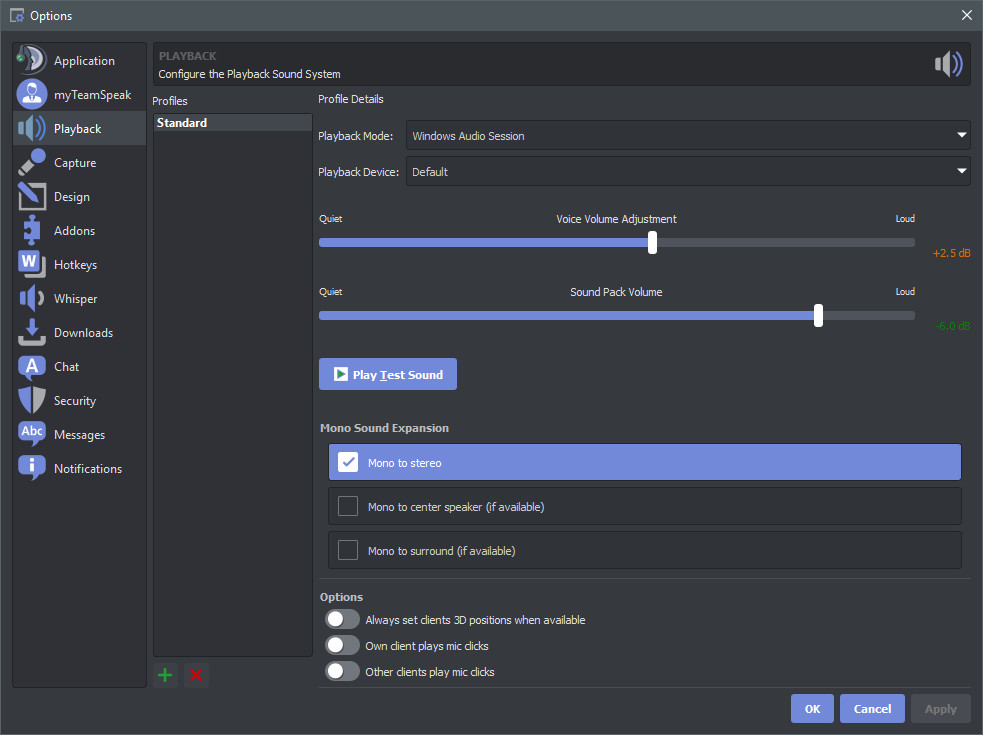 Options
Application
myTeamSpeak
Playback
Capture
Design
Addons
W
Hotkeys
Whisper
Downloads
A
Chat
Security
Abc
Messages
i
Notifications
PLAYBACK
Configure the Playback Sound System
Profiles
Standard
Profile Details
Playback Mode: Windows Audio Session
Playback Device: Default
Quiet Voice Volume Adjustment Loud
+2.5 dB
Quiet Sound Pack Volume Loud
-6.0 dB
Play Test Sound
Mono Sound Expansion
Mono to stereo
Mono to center speaker (if available)
Mono to surround (if available)
Options
Always set clients 3D positions when available
Own client plays mic clicks
Other clients play mic clicks
OK Cancel Apply